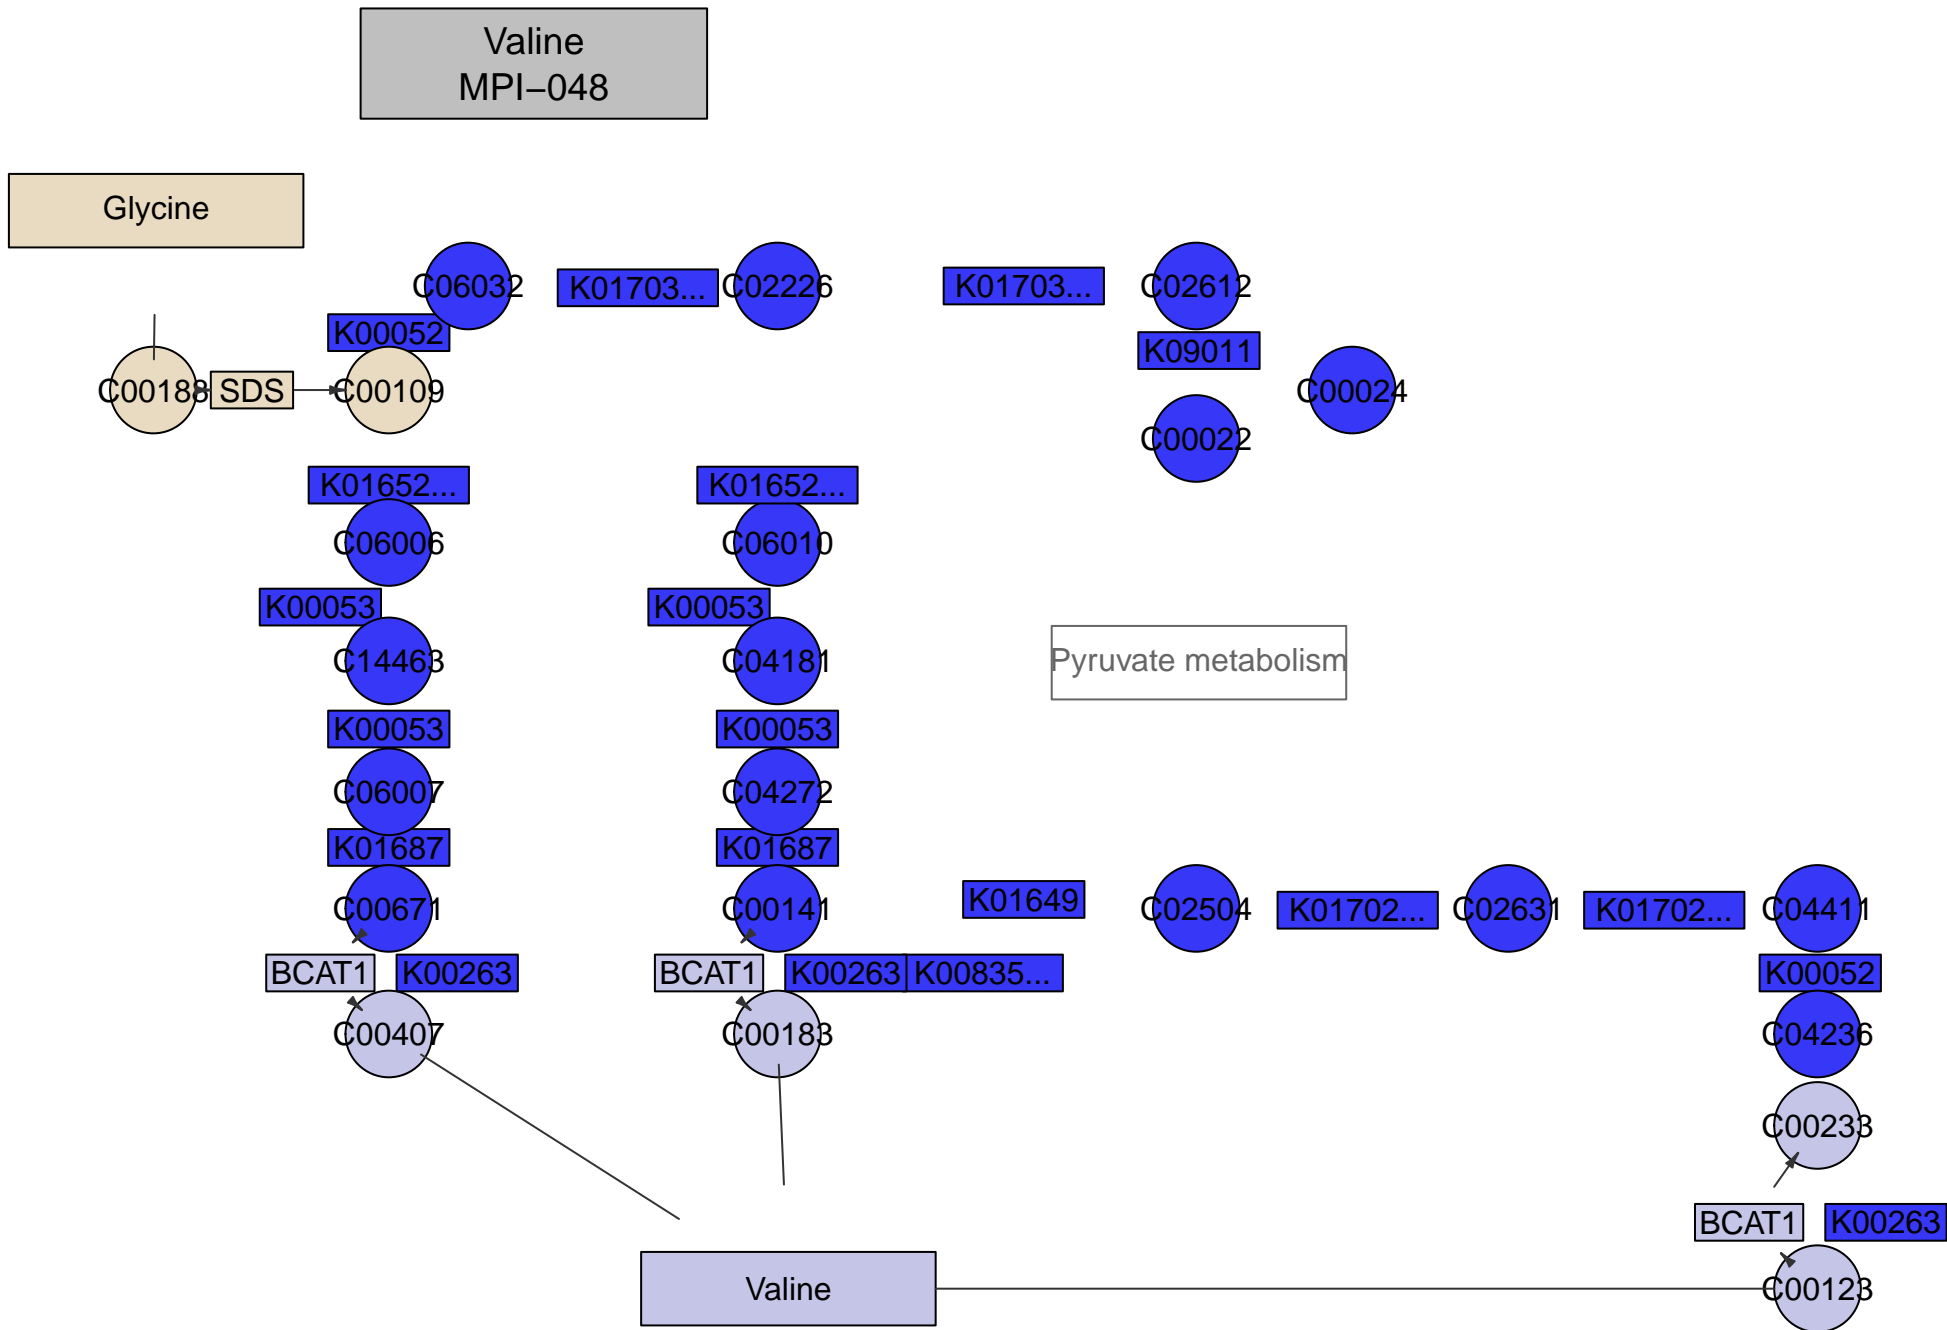 Valine
MPI−048
Glycine
C06032
K01703...
C02226
K01703...
C02612
K00052
K09011
C00188
SDS
C00109
C00024
C00022
K01652...
K01652...
C06006
C06010
K00053
K00053
C14463
C04181
Pyruvate metabolism
K00053
K00053
C06007
C04272
K01687
K01687
C00671
C00141
K01649
C02504
K01702...
C02631
K01702...
C04411
BCAT1
K00263
BCAT1
K00263
K00835...
K00052
C00407
C00183
C04236
C00233
BCAT1
K00263
Valine
C00123